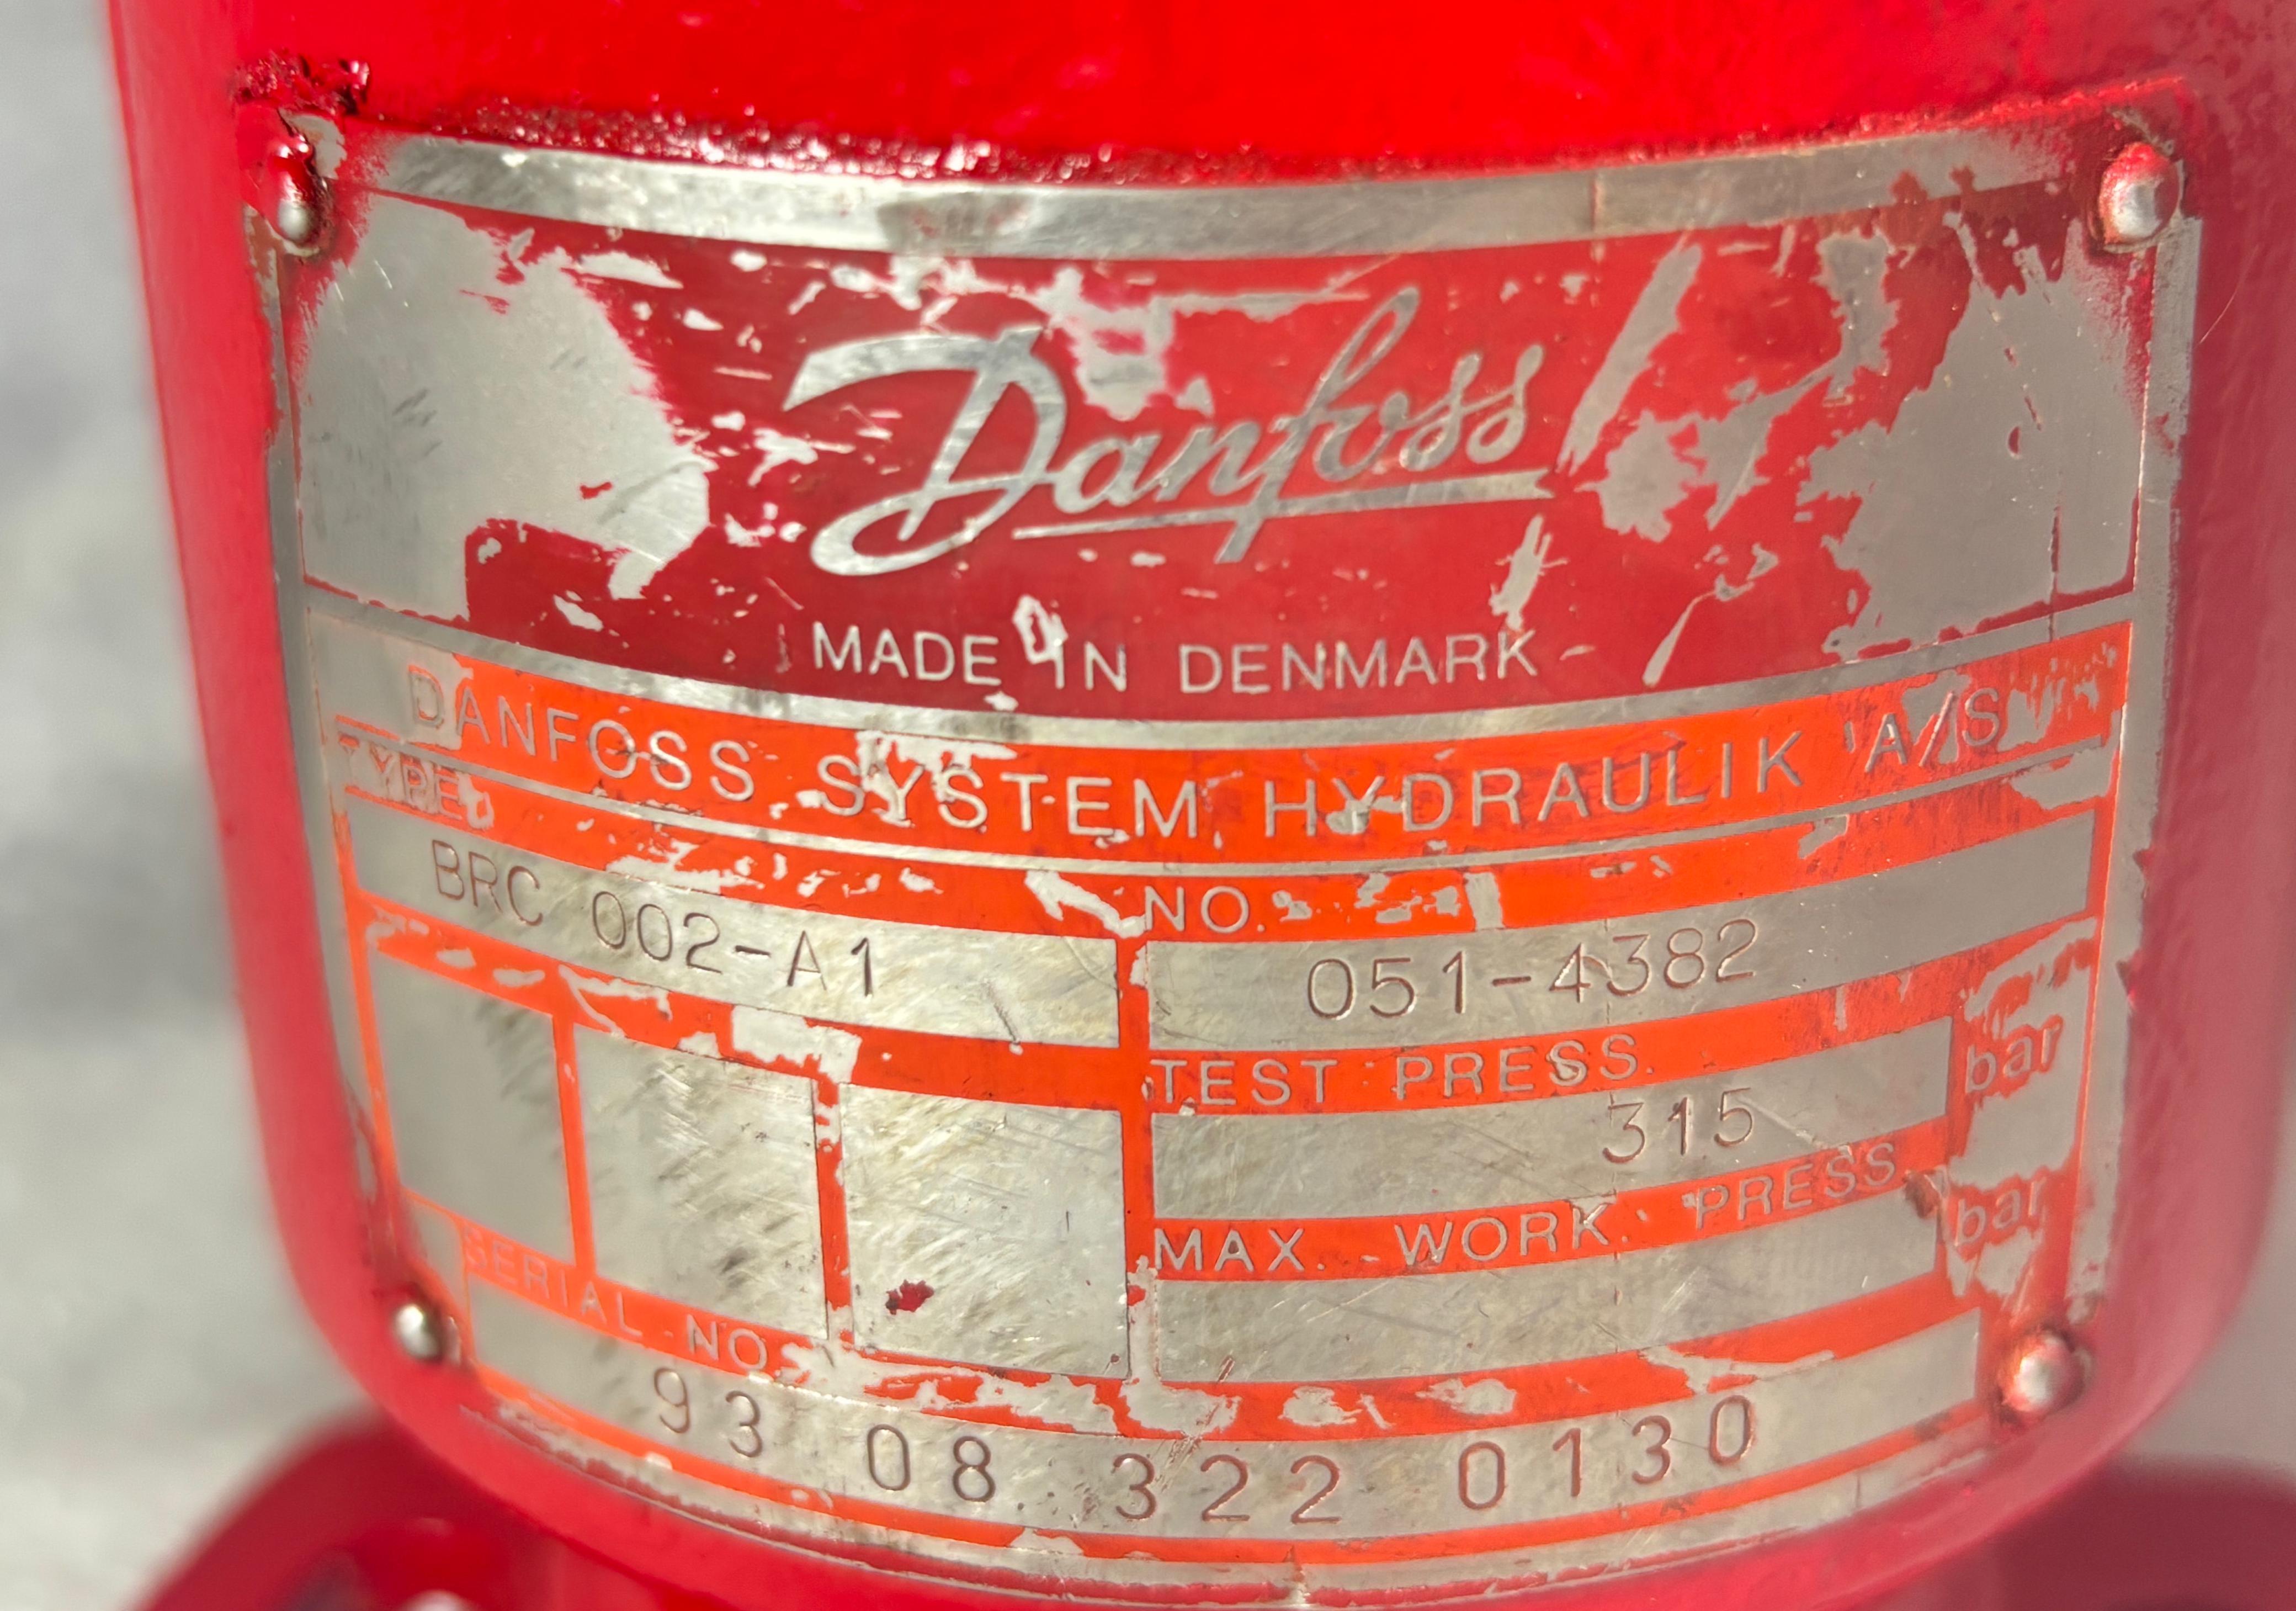 Danfoss
MADE IN DENMARK
DANFOSS SYSTEM HYDRAULIK A/S
TYPE
NO.
BRC 002-A1
051-4382
TEST PRESS.
315
bar
MAX. WORK. PRESS.
bar
SERIAL NO.
93 08 322 0130